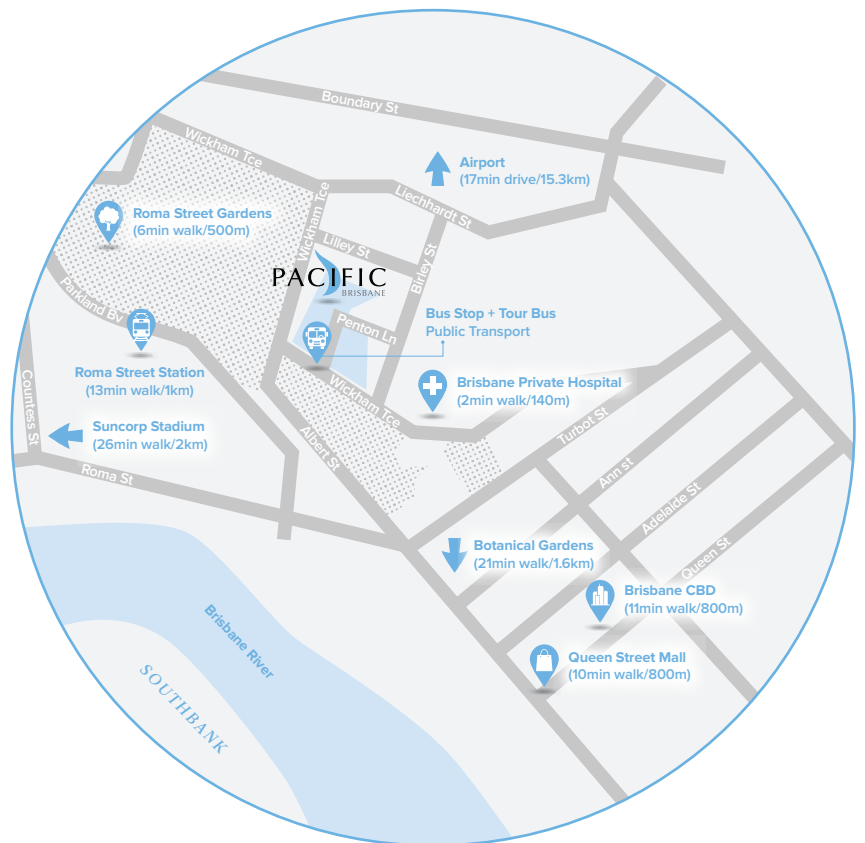 Boundary St
Wickham Tce
Airport
(17min drive/15.3km)
Liechhardt St
Wickham Tce
Roma Street Gardens
(6min walk/500m)
Lilley St
Birley St
PACIFIC
BRISBANE
Parkland Bv
Bus Stop + Tour Bus
Public Transport
Penton Ln
Roma Street Station
(13min walk/1km)
Brisbane Private Hospital
(2min walk/140m)
Wickham Tce
Countess St
Suncorp Stadium
(26min walk/2km)
Turbot St
Albert St
Roma St
Ann st
Adelaide St
Queen St
Botanical Gardens
(21min walk/1.6km)
Brisbane CBD
(11min walk/800m)
Brisbane River
Queen Street Mall
(10min walk/800m)
SOUTHBANK